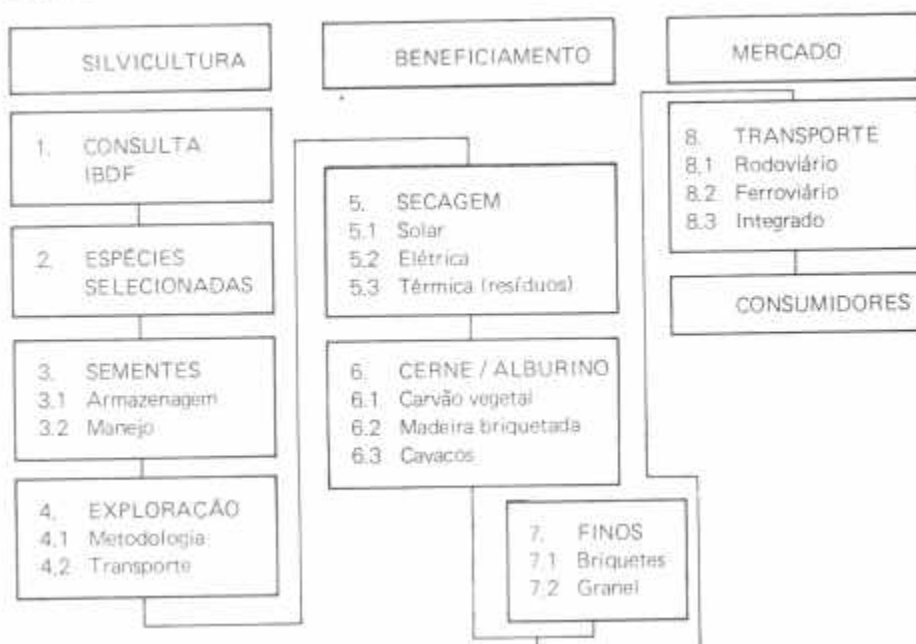 SILVICULTURA
1. CONSULTA
IBDF
2. ESPÉCIES
SELECIONADAS
3. SEMENTES
3.1 Armazenagem
3.2 Manejo
4. EXPLORAÇÃO
4.1 Metodologia
4.2 Transporte
BENEFICIAMENTO
5. SECAGEM
5.1 Solar
5.2 Elétrica
5.3 Térmica (resíduos)
6. CERNE / ALBURINO
6.1 Carvão vegetal
6.2 Madeira briquetada
6.3 Cavacos
7. FINOS
7.1 Briquetes
7.2 Granel
MERCADO
8. TRANSPORTE
8.1 Rodoviário
8.2 Ferroviário
8.3 Integrado
CONSUMIDORES